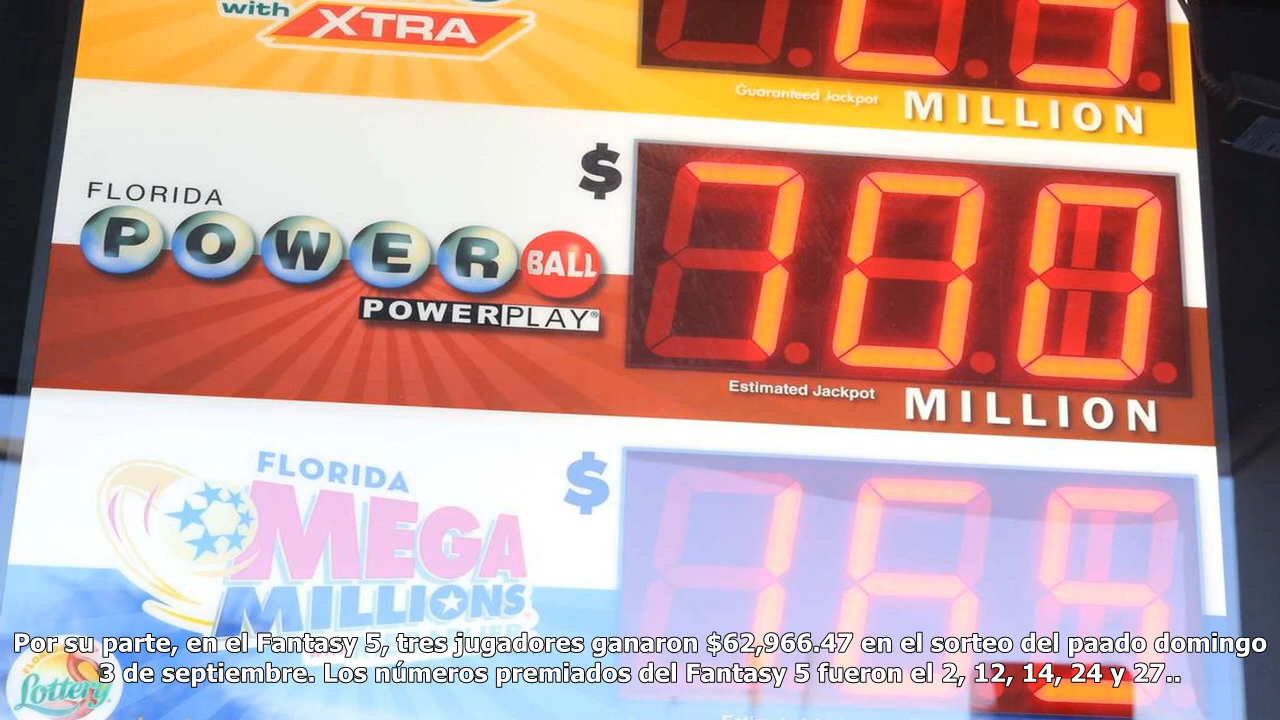 with XTRA
Guaranteed Jackpot
MILLION
FLORIDA
POWER BALL
POWERPLAY®
$ 700
Estimated Jackpot
MILLION
FLORIDA
MEGA
MILLIONS
$
Por su parte, en el Fantasy 5, tres jugadores ganaron $62,966.47 en el sorteo del paado domingo
3 de septiembre. Los números premiados del Fantasy 5 fueron el 2, 12, 14, 24 y 27..
Lottery